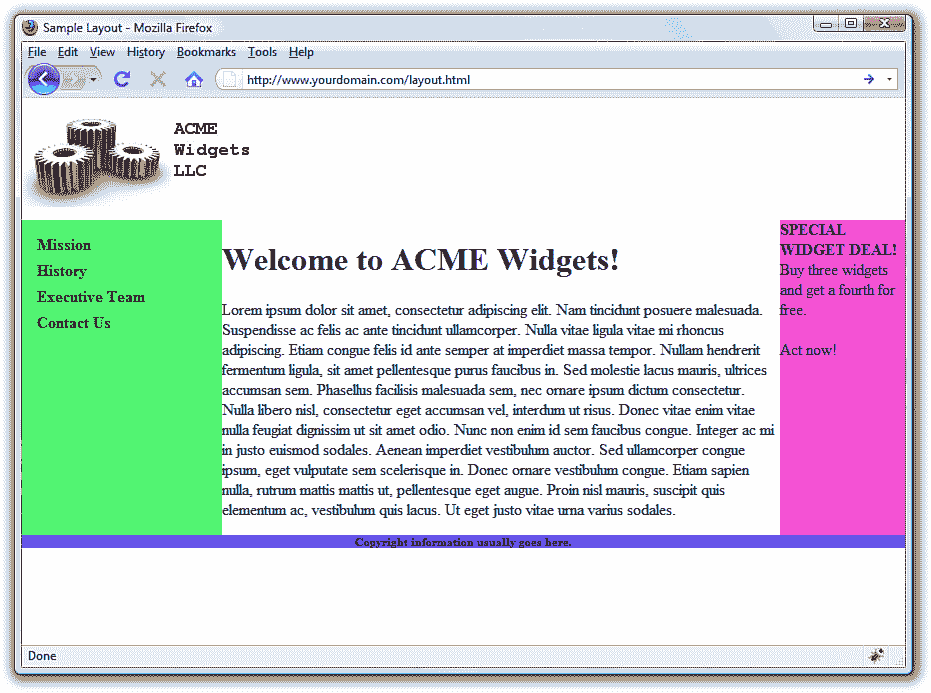 Sample Layout - Mozilla Firefox
File Edit View History Bookmarks Tools Help
http://www.yourdomain.com/layout.html
ACME
Widgets
LLC
Mission
History
Executive Team
Contact Us
Welcome to ACME Widgets!
Lorem ipsum dolor sit amet, consectetur adipiscing elit. Nam tincidunt posuere malesuada.
Suspendisse ac felis ac ante tincidunt ullamcorper. Nulla vitae ligula vitae mi rhoncus
adipiscing. Etiam congue felis id ante semper at imperdiet massa tempor. Nullam hendrerit
fermentum ligula, sit amet pellentesque purus faucibus in. Sed molestie lacus mauris, ultrices
accumsan sem. Phasellus facilisis malesuada sem, nec ornare ipsum dictum consectetur.
Nulla libero nisl, consectetur eget accumsan vel, interdum ut risus. Donec vitae enim vitae
nulla feugiat dignissim ut sit amet odio. Nunc non enim id sem faucibus congue. Integer ac mi
in justo euismod sodales. Aenean imperdiet vestibulum auctor. Sed ullamcorper congue
ipsum, eget vulputate sem scelerisque in. Donec ornare vestibulum congue. Etiam sapien
nulla, rutrum mattis mattis ut, pellentesque eget augue. Proin nisl mauris, suscipit quis
elementum ac, vestibulum quis lacus. Ut eget justo vitae urna varius sodales.
SPECIAL
WIDGET DEAL!
Buy three widgets
and get a fourth for
free.
Act now!
Copyright information usually goes here.
Done